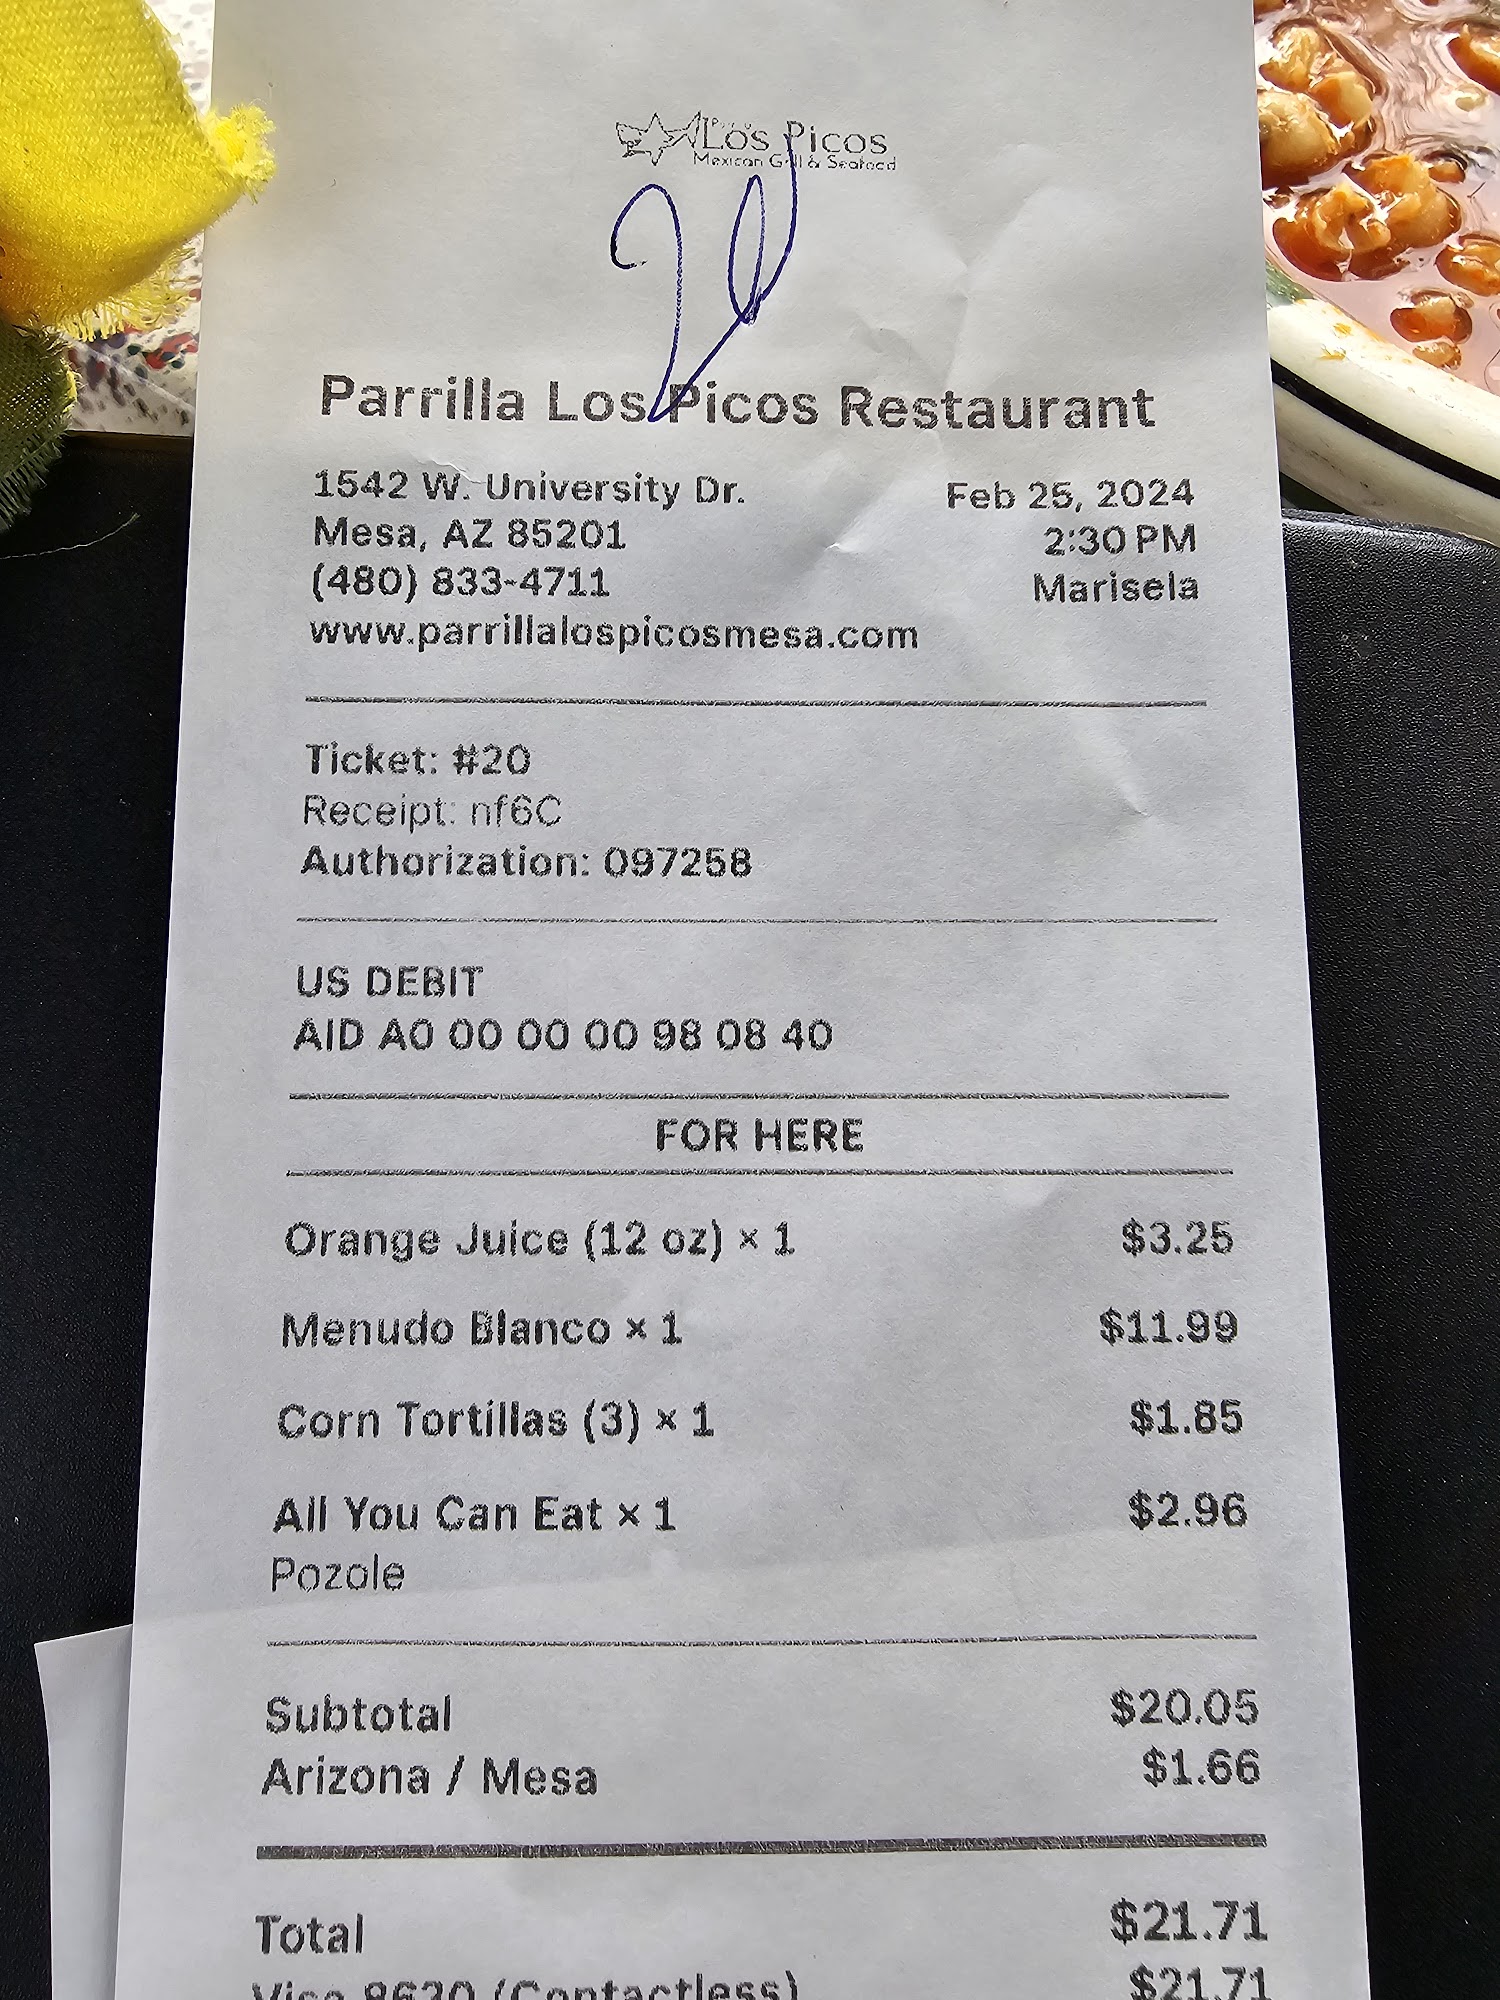 Los Picos
Mexican Grill & Seafood
Parrilla Los Picos Restaurant
1542 W. University Dr. Feb 25, 2024
Mesa, AZ 85201 2:30 PM
(480) 833-4711 Marisela
www.parrillalospicosmesa.com
Ticket: #20
Receipt: nf6C
Authorization: 097258
US DEBIT
AID A0 00 00 00 98 08 40
FOR HERE
Orange Juice (12 oz) × 1 $3.25
Menudo Blanco × 1 $11.99
Corn Tortillas (3) × 1 $1.85
All You Can Eat × 1 $2.96
Pozole
Subtotal $20.05
Arizona / Mesa $1.66
Total $21.71
Visa (Contactless) $21.71